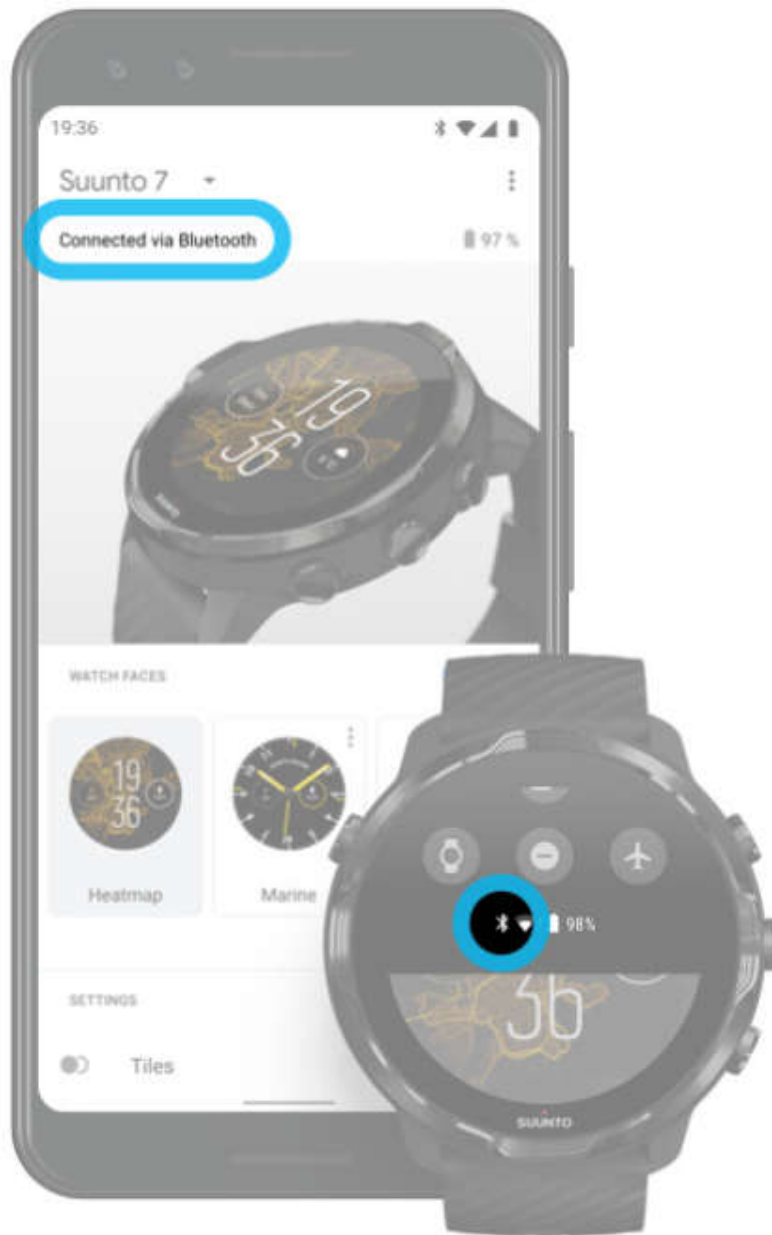 19:36
Suunto 7
Connected via Bluetooth
97 %
19
36
SUUNTO
WATCH FACES
19
36
Heatmap
Marine
98%
36
SUUNTO
SETTINGS
Tiles